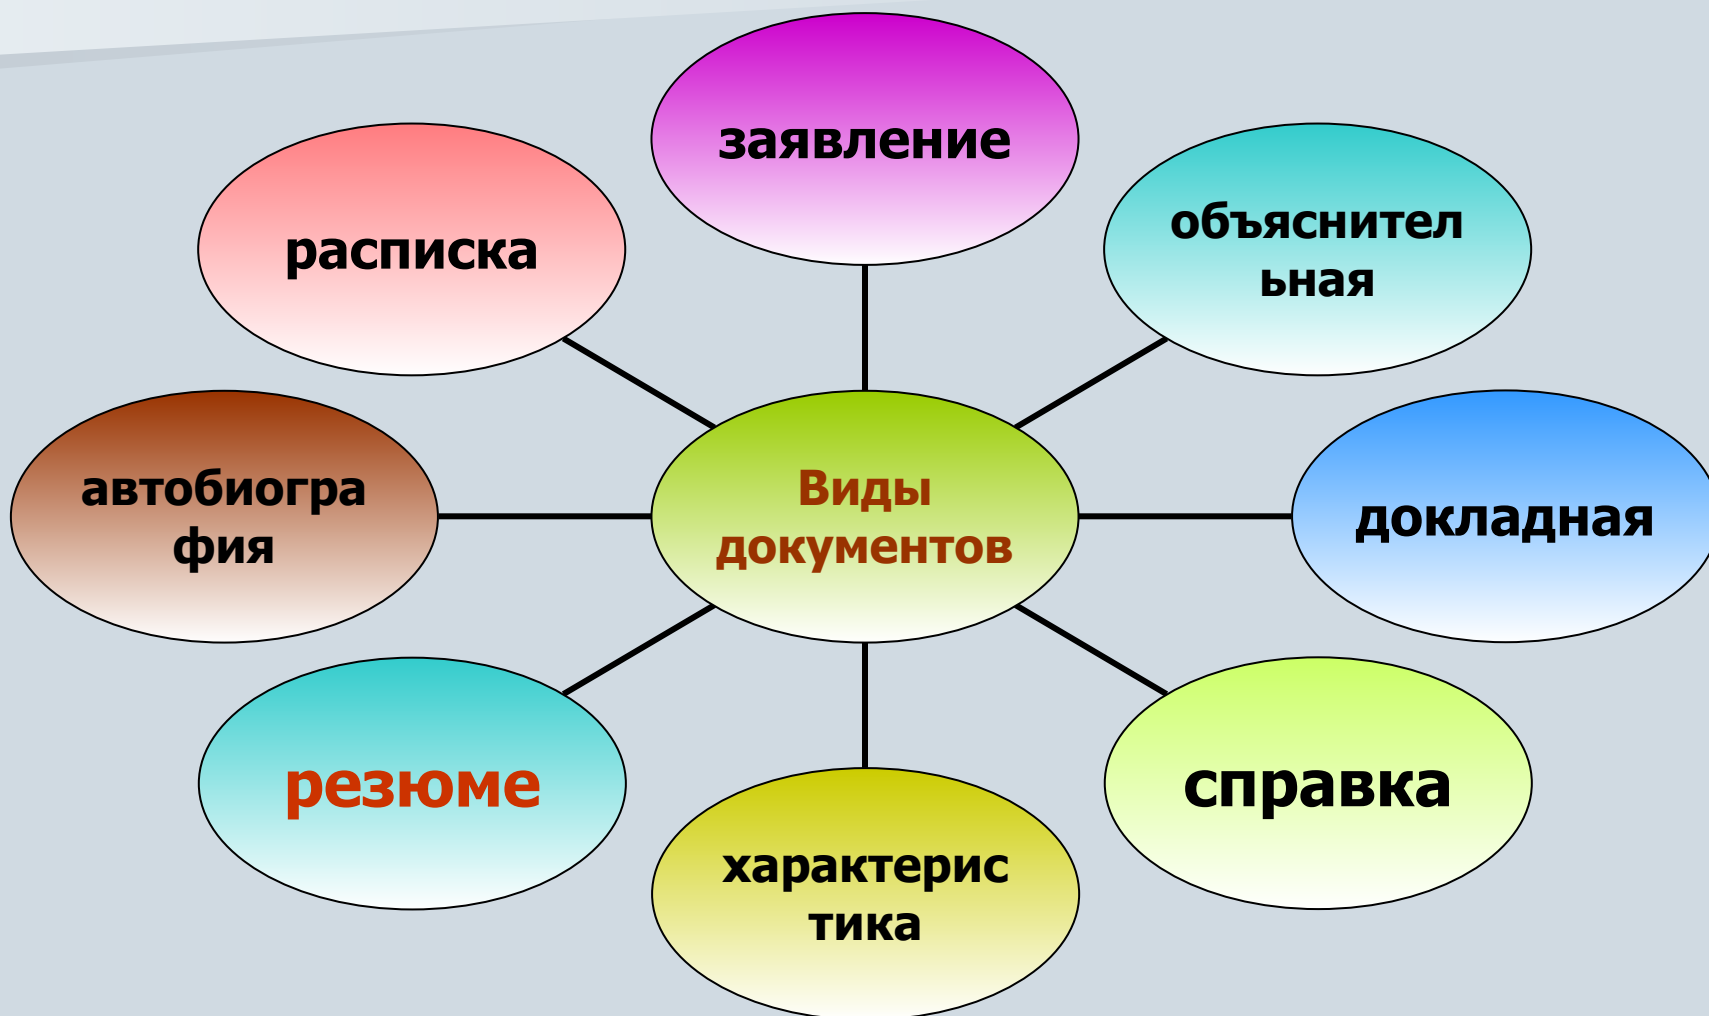 заявление
расписка
объяснител
ьная
автобиогра
фия
Виды
документов
докладная
резюме
справка
характерис
тика